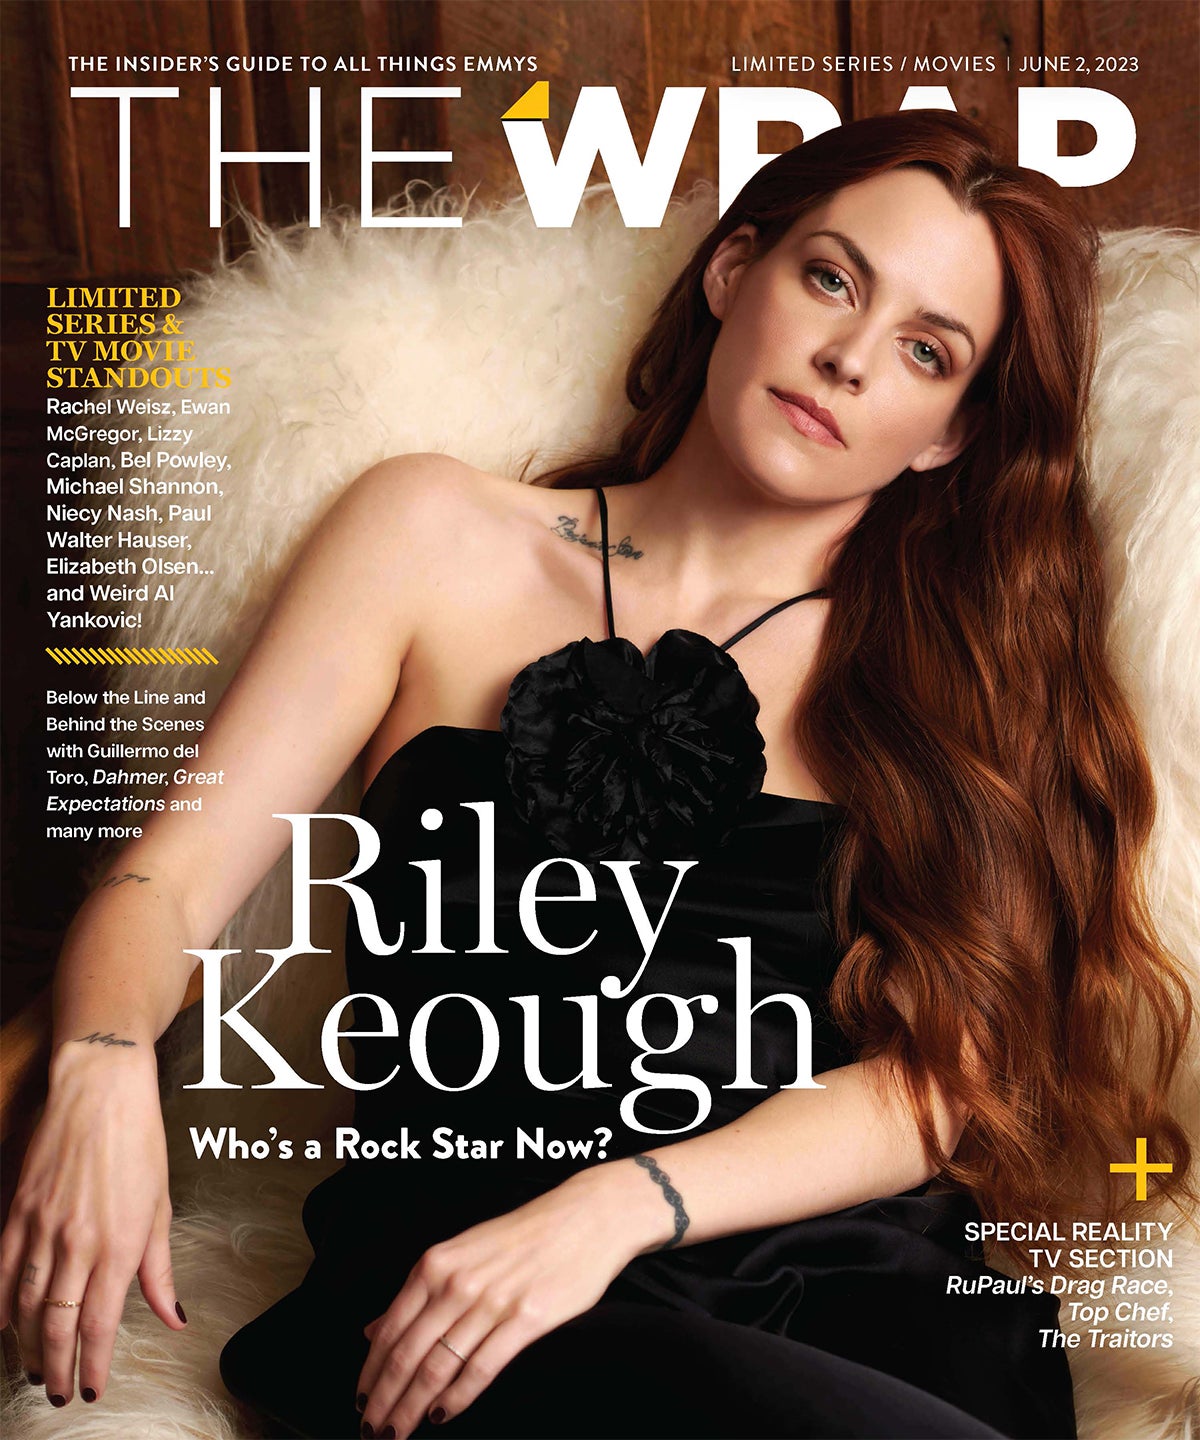 THE INSIDER'S GUIDE TO ALL THINGS EMMYS
LIMITED SERIES / MOVIES | JUNE 2, 2023
THE WRAP
LIMITED
SERIES &
TV MOVIE
STANDOUTS
Rachel Weisz, Ewan
McGregor, Lizzy
Caplan, Bel Powley,
Michael Shannon,
Niecy Nash, Paul
Walter Hauser,
Elizabeth Olsen...
and Weird Al
Yankovic!
Below the Line and
Behind the Scenes
with Guillermo del
Toro, Dahmer, Great
Expectations and
many more
Riley
Keough
Who's a Rock Star Now?
+
SPECIAL REALITY
TV SECTION
RuPaul's Drag Race,
Top Chef,
The Traitors